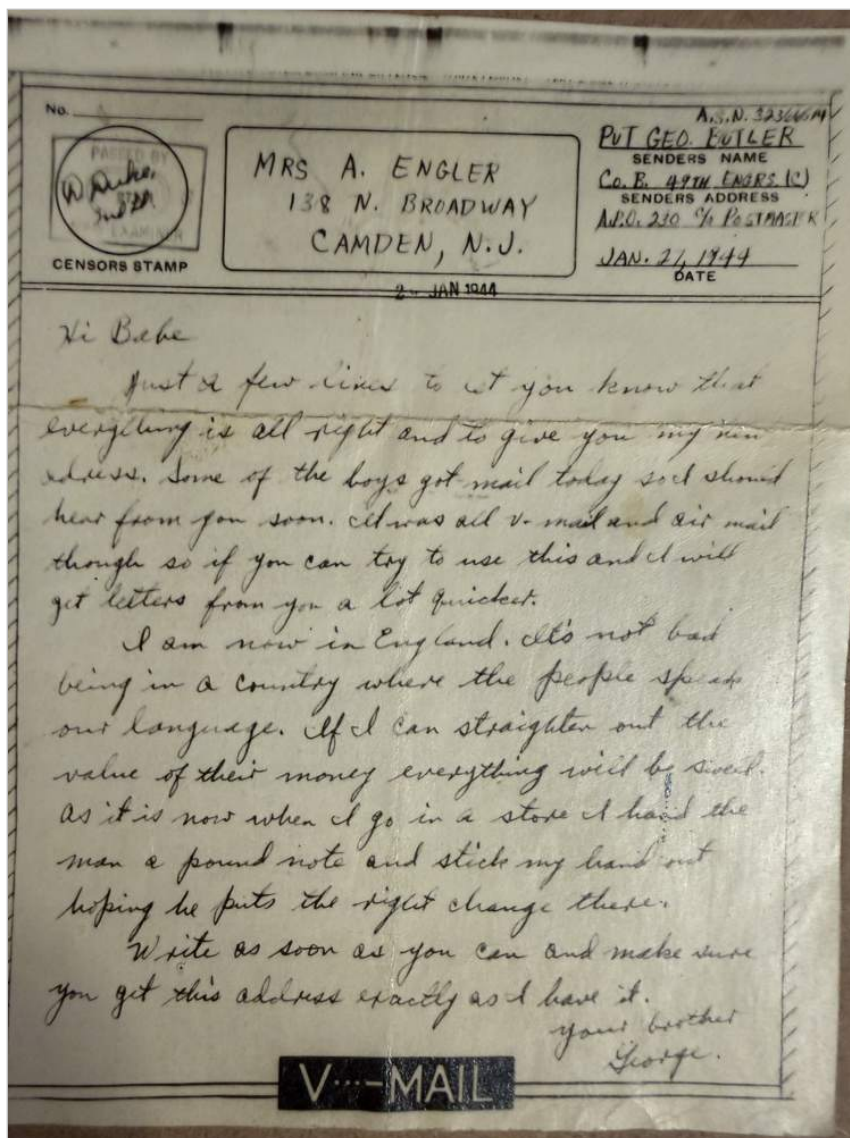 No.
PASSED BY
CENSORS STAMP
MRS A. ENGLER
138 N. BROADWAY
CAMDEN, N.J.
A.S.N.
PVT GEO. BUTLER
SENDERS NAME
Co. B. 49TH ENGRS. (C)
SENDERS ADDRESS
A.P.O. 230 c/o POSTMASTER
JAN. 21, 1944
DATE
JAN 1944
Hi Babe
Just a few lines to let you know that
everything is all right and to give you my new
adress. Some of the boys got mail today so I should
hear from you soon. It was all v-mail and air mail
though so if you can try to use this and I will
get letters from you a lot quicker.
I am now in England. It's not bad
being in a country where the people speak
our language. If I can straighten out the
value of their money everything will be swell.
As it is now when I go in a store I hand the
man a pound note and stick my hand out
hoping he puts the right change there.
Write as soon as you can and make sure
you get this address exactly as I have it.
your brother
George.
V···-MAIL